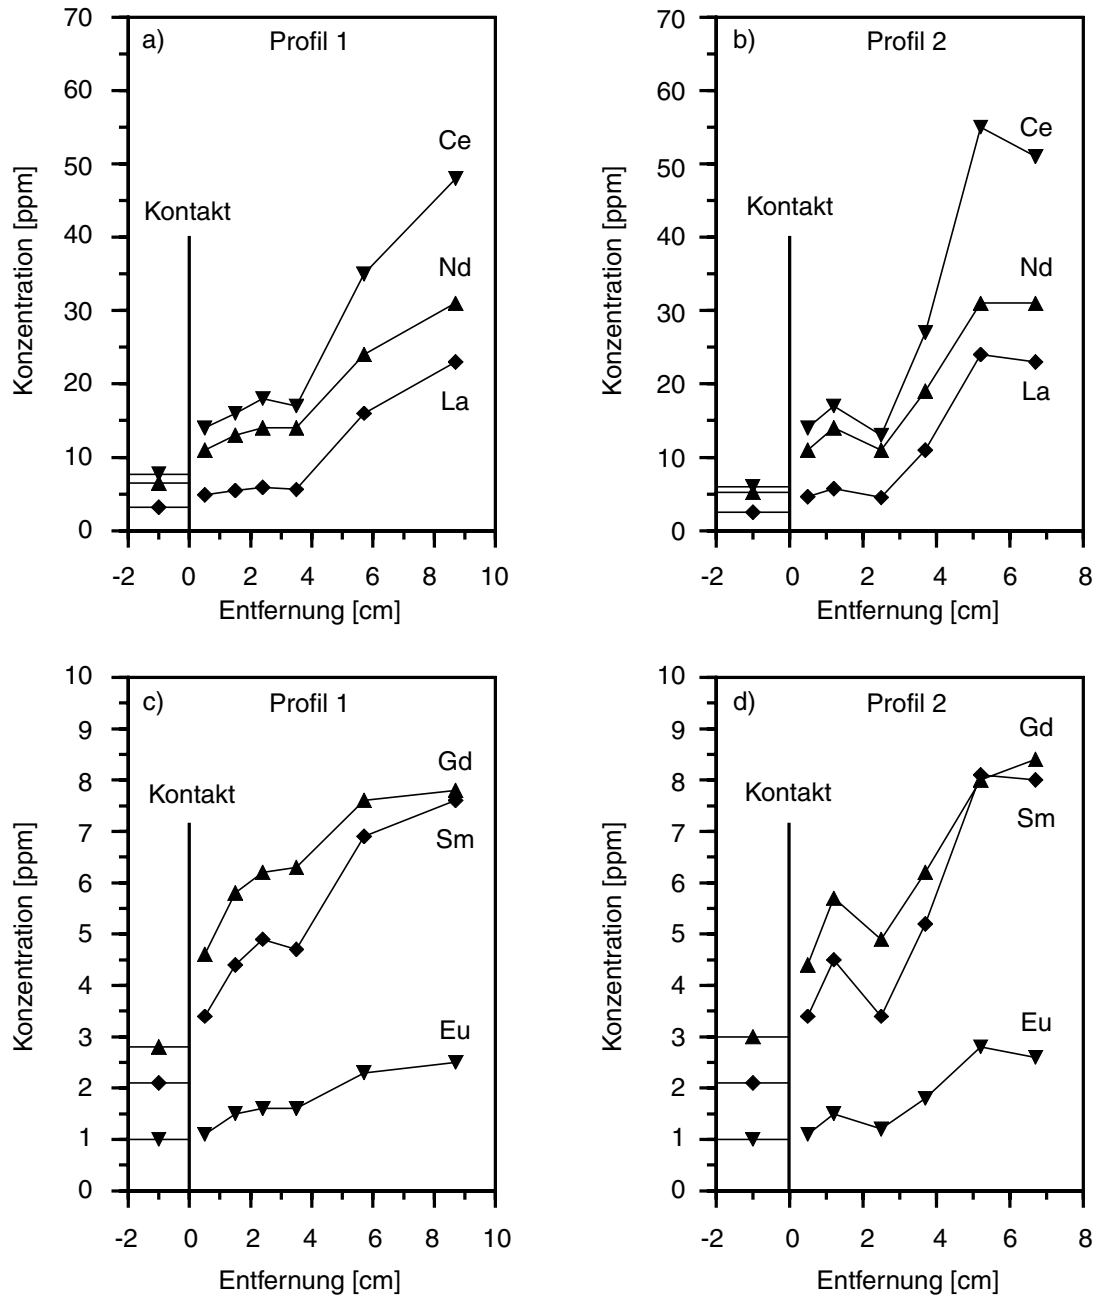 a) Profil 1
70
60
50
40
30
20
10
0
Konzentration [ppm]
Kontakt
Ce
Nd
La
-2 0 2 4 6 8 10
Entfernung [cm]
b) Profil 2
70
60
50
40
30
20
10
0
Konzentration [ppm]
Kontakt
Ce
Nd
La
-2 0 2 4 6 8
Entfernung [cm]
c) Profil 1
10
9
8
7
6
5
4
3
2
1
0
Konzentration [ppm]
Kontakt
Gd
Sm
Eu
-2 0 2 4 6 8 10
Entfernung [cm]
d) Profil 2
10
9
8
7
6
5
4
3
2
1
0
Konzentration [ppm]
Kontakt
Gd
Sm
Eu
-2 0 2 4 6 8
Entfernung [cm]